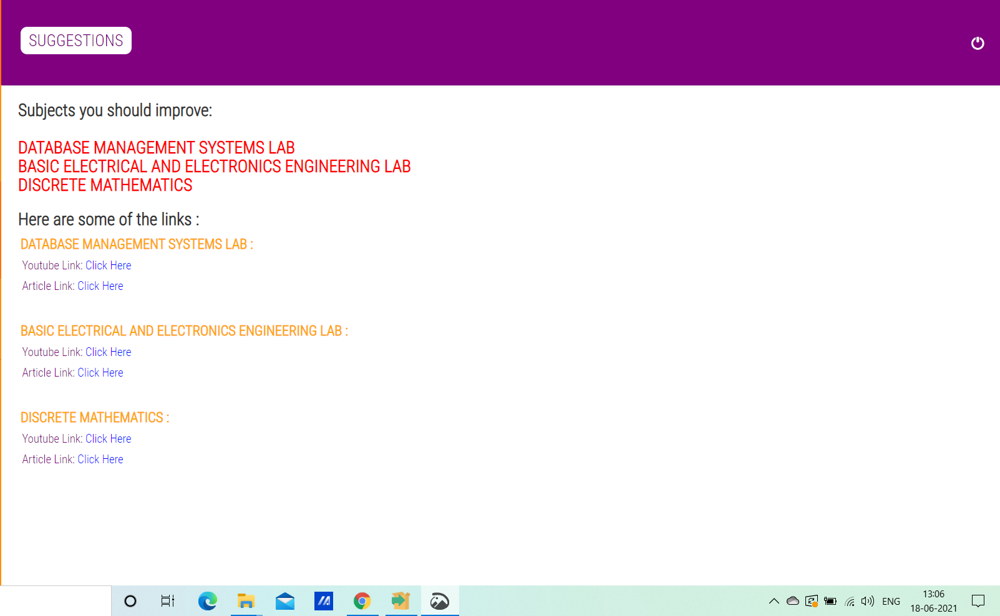 SUGGESTIONS
Subjects you should improve:
DATABASE MANAGEMENT SYSTEMS LAB
BASIC ELECTRICAL AND ELECTRONICS ENGINEERING LAB
DISCRETE MATHEMATICS
Here are some of the links :
DATABASE MANAGEMENT SYSTEMS LAB :
Youtube Link: Click Here
Article Link: Click Here
BASIC ELECTRICAL AND ELECTRONICS ENGINEERING LAB :
Youtube Link: Click Here
Article Link: Click Here
DISCRETE MATHEMATICS :
Youtube Link: Click Here
Article Link: Click Here
ENG
13:06
18-06-2021